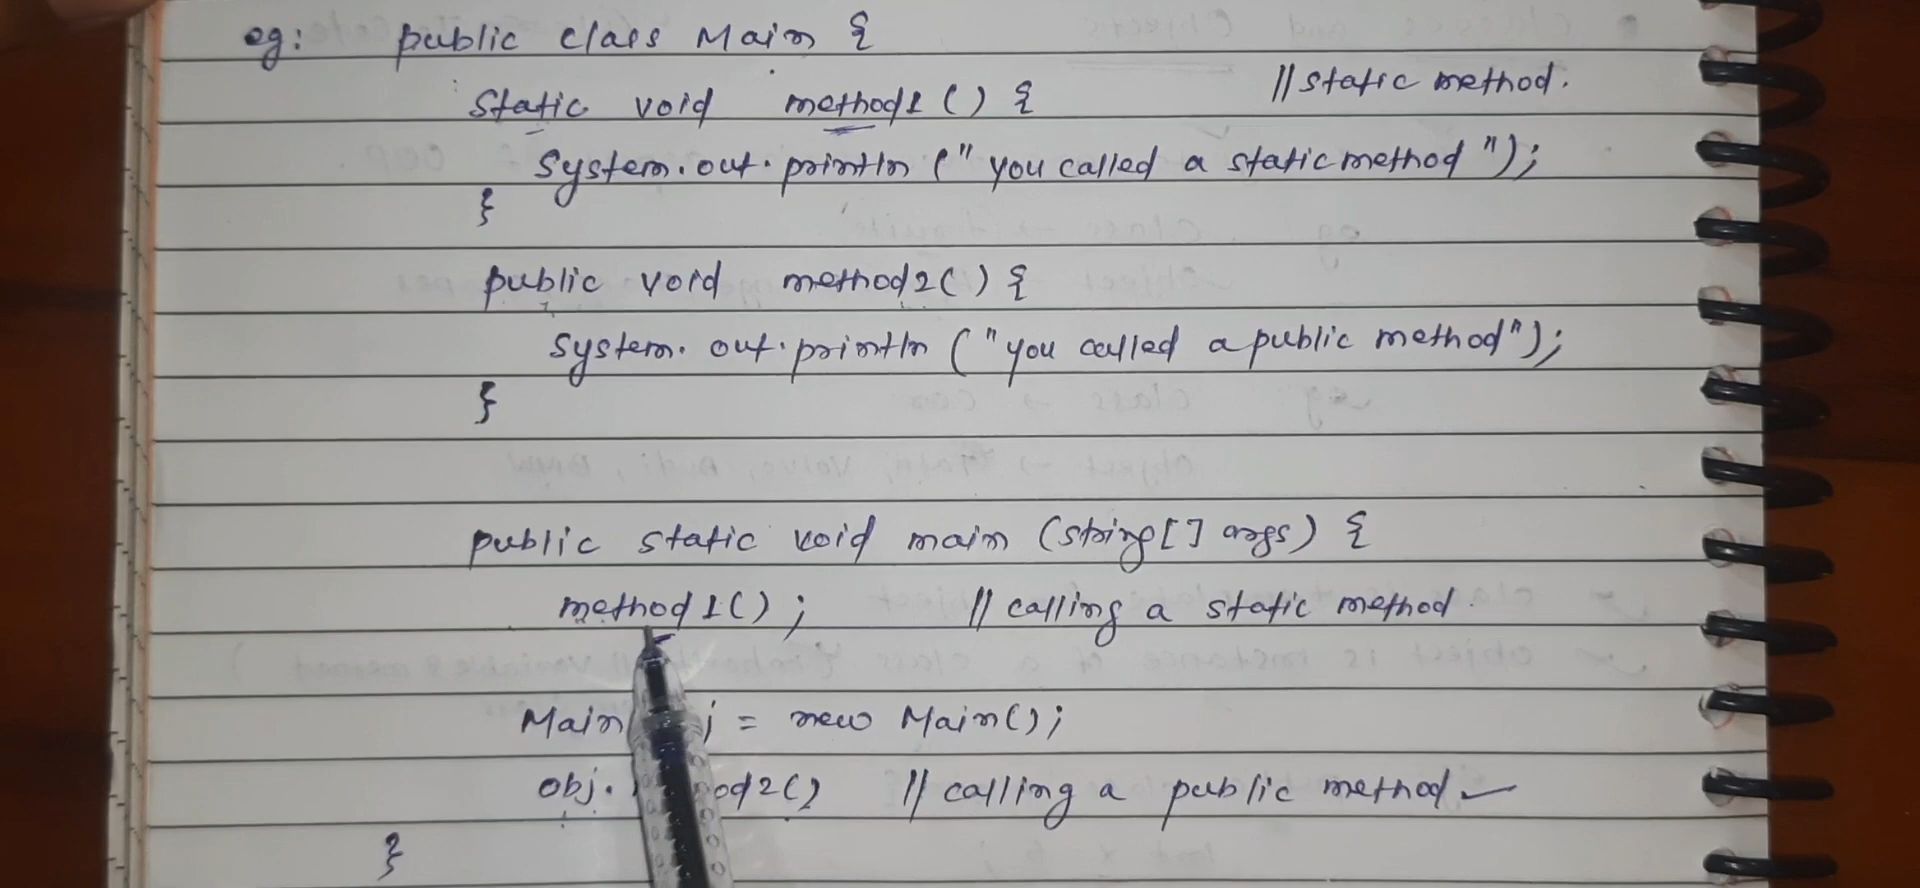 eg: public class Main {
static void method1 () { // static method.
System.out.println (" you called a static method ");
}
public void method2() {
System.out.println ("you called a public method");
}
public static void main (string[] args) {
method1(); // calling a static method.
Main = new Main();
obj. // calling a public method
}